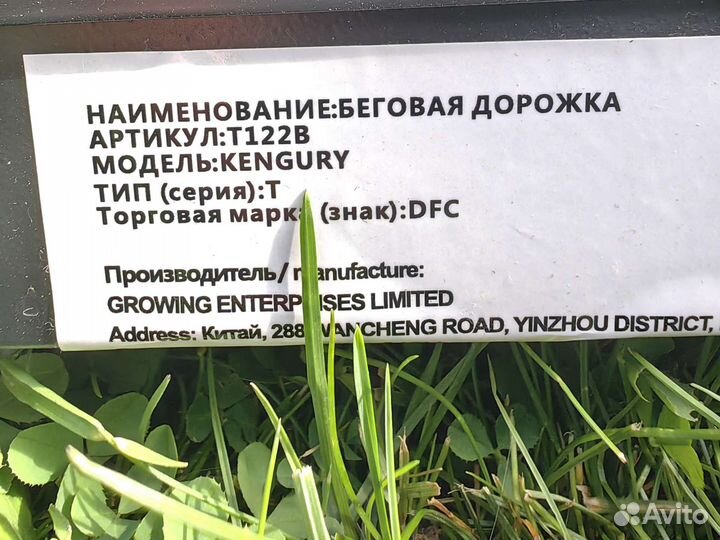 НАИМЕНОВАНИЕ:БЕГОВАЯ ДОРОЖКА
АРТИКУЛ:T122B
МОДЕЛЬ:KENGURY
ТИП (серия):T
Торговая марка (знак):DFC
Производитель/ manufacture:
GROWING ENTERPRISES LIMITED
Address: Китай, 288 WANCHENG ROAD, YINZHOU DISTRICT,
Avito